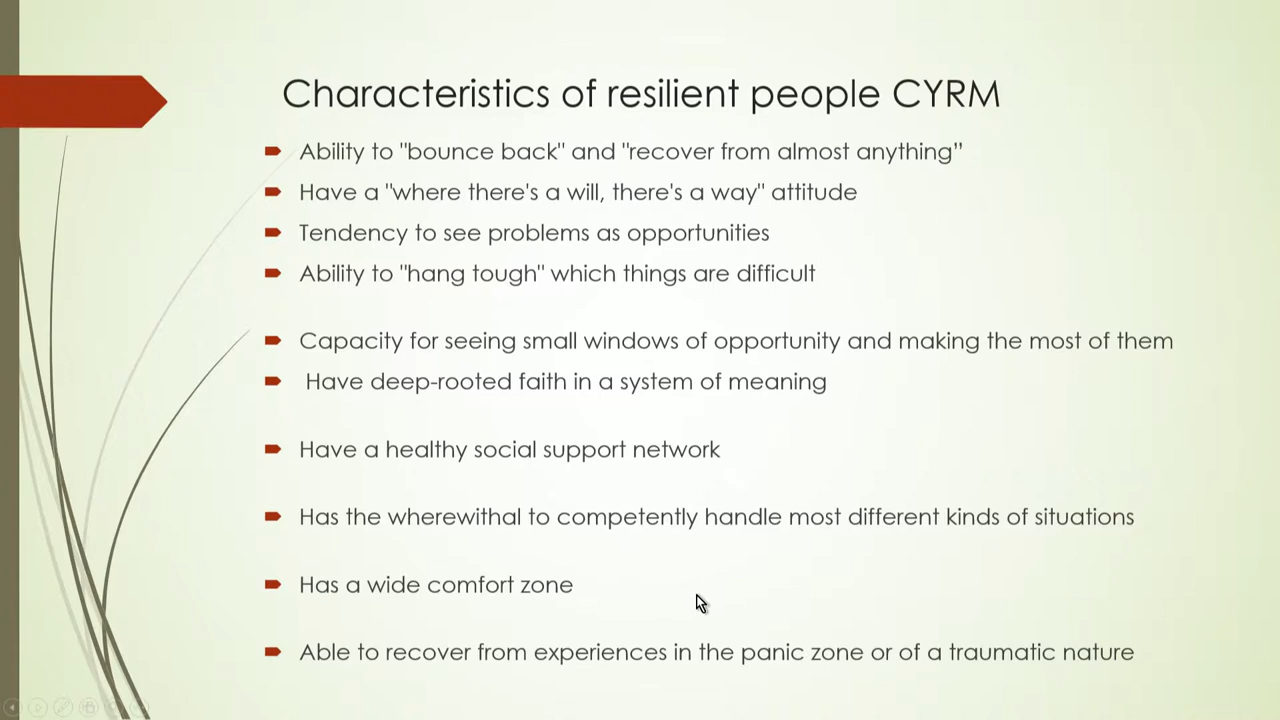 Characteristics of resilient people CYRM
Ability to "bounce back" and "recover from almost anything”
Have a "where there's a will, there's a way" attitude
Tendency to see problems as opportunities
Ability to "hang tough" which things are difficult
Capacity for seeing small windows of opportunity and making the most of them
Have deep-rooted faith in a system of meaning
Have a healthy social support network
Has the wherewithal to competently handle most different kinds of situations
Has a wide comfort zone
Able to recover from experiences in the panic zone or of a traumatic nature